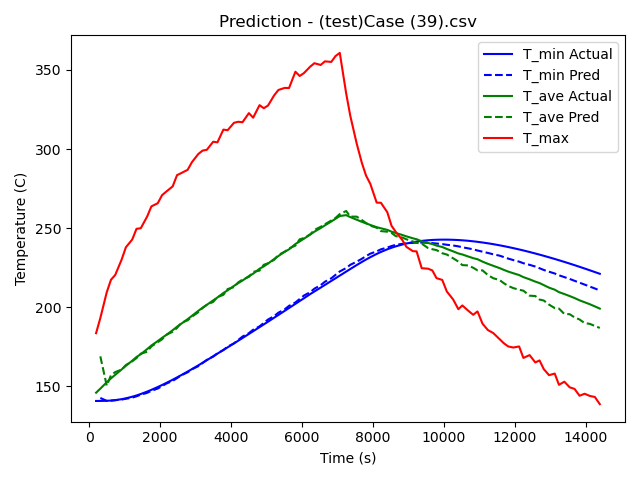 Prediction - (test)Case (39).csv
T_min Actual
T_min Pred
T_ave Actual
T_ave Pred
T_max
Temperature (C)
350
300
250
200
150
0 2000 4000 6000 8000 10000 12000 14000
Time (s)